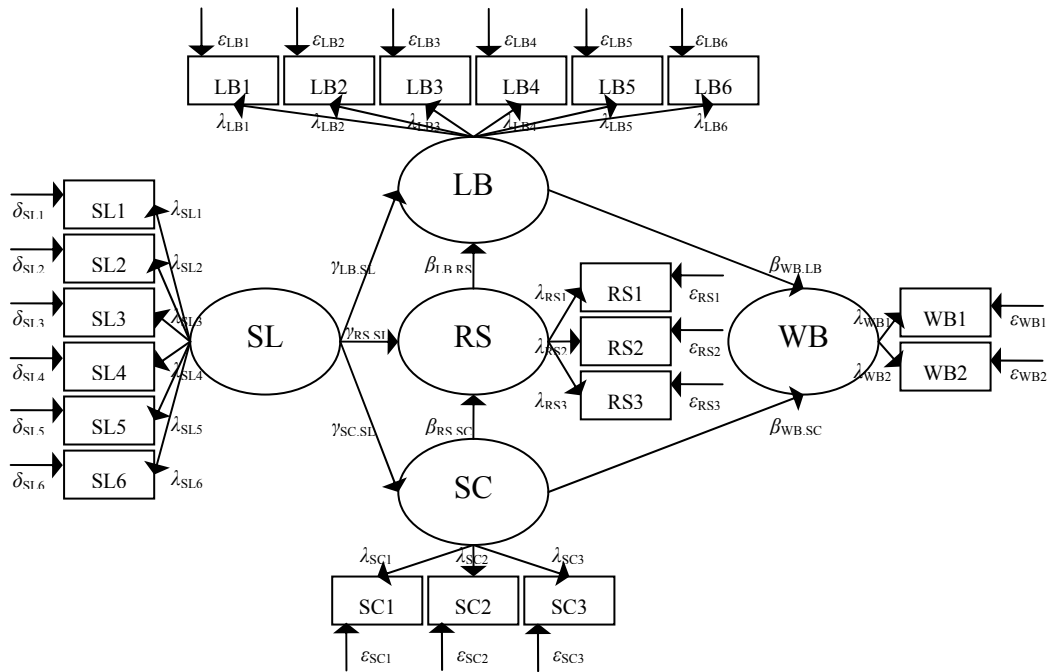 εLB1 εLB2 εLB3 εLB4 εLB5 εLB6
LB1 LB2 LB3 LB4 LB5 LB6
λLB1 λLB2 λLB3 λLB4 λLB5 λLB6
LB
δSL1 SL1 λSL1
δSL2 SL2 λSL2
δSL3 SL3 λSL3
δSL4 SL4 λSL4
δSL5 SL5 λSL5
δSL6 SL6 λSL6
SL
γLB.SL βLB.RS βWB.LB
γRS.SL
RS
λRS1 RS1 εRS1
λRS2 RS2 εRS2
λRS3 RS3 εRS3
WB
λWB1 WB1 εWB1
λWB2 WB2 εWB2
γSC.SL βRS.SC βWB.SC
SC
λSC1 λSC2 λSC3
SC1 SC2 SC3
εSC1 εSC2 εSC3